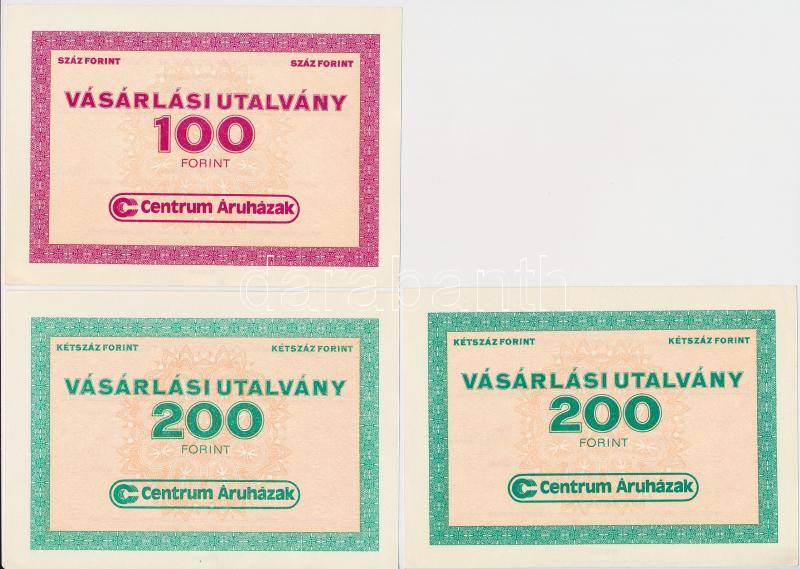 SZÁZ FORINT SZÁZ FORINT
VÁSÁRLÁSI UTALVÁNY
100
FORINT
Centrum Áruházak
darabanth
KÉTSZÁZ FORINT KÉTSZÁZ FORINT
VÁSÁRLÁSI UTALVÁNY
200
FORINT
Centrum Áruházak
KÉTSZÁZ FORINT KÉTSZÁZ FORINT
VÁSÁRLÁSI UTALVÁNY
200
FORINT
Centrum Áruházak